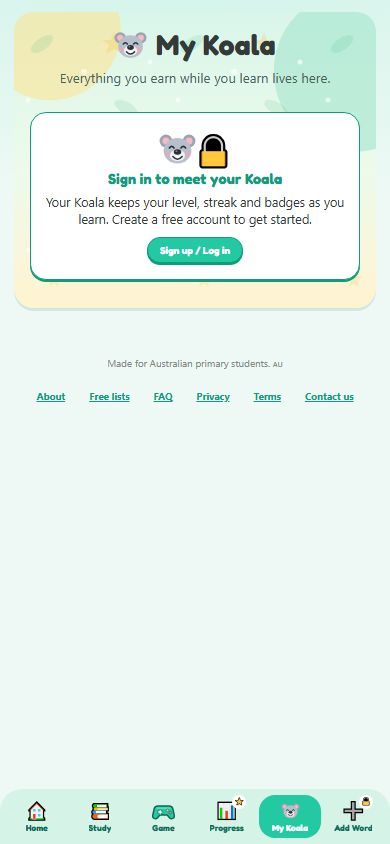 My Koala
Everything you earn while you learn lives here.
Sign in to meet your Koala
Your Koala keeps your level, streak and badges as you
learn. Create a free account to get started.
Sign up / Log in
Made for Australian primary students. AU
About Free lists FAQ Privacy Terms Contact us
Home Study Game Progress My Koala Add Word